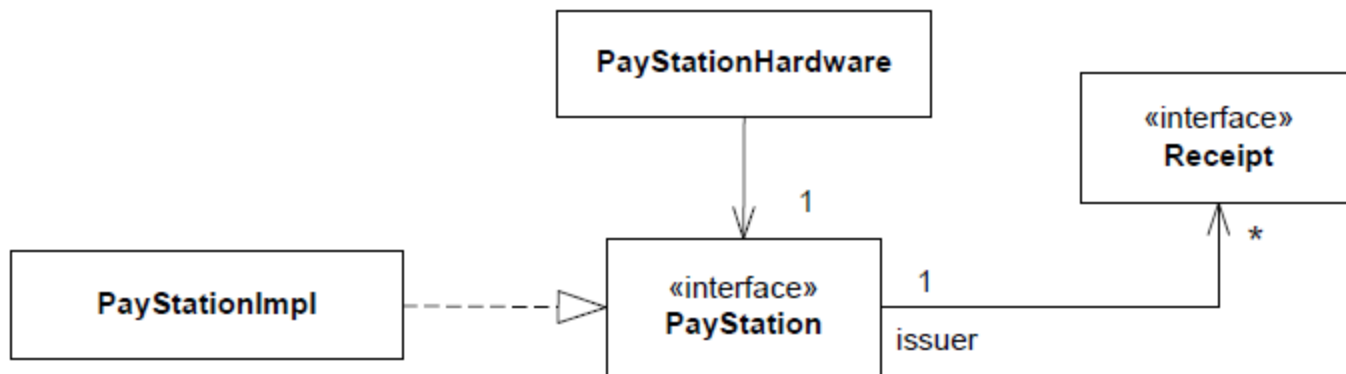 PayStationHardware
«interface»
Receipt
1
*
PayStationImpl
«interface»
PayStation
1
issuer